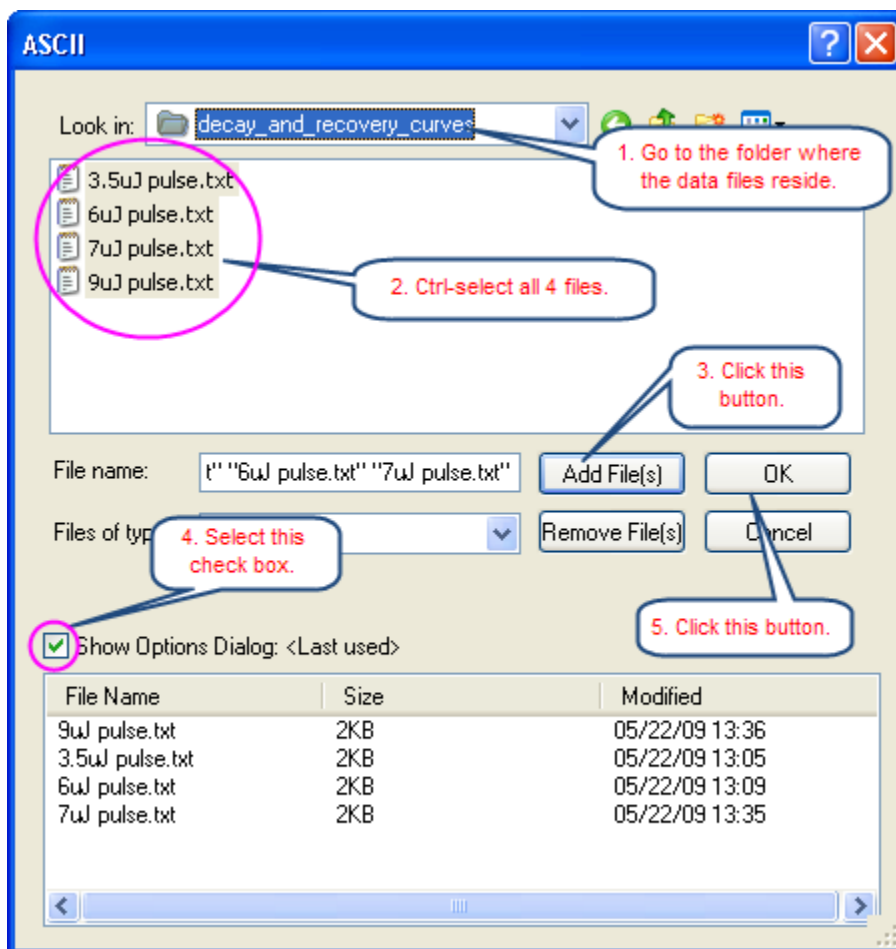 ASCII
Look in: decay_and_recovery_curves
1. Go to the folder where
the data files reside.
3.5uJ pulse.txt
6uJ pulse.txt
7uJ pulse.txt
9uJ pulse.txt
2. Ctrl-select all 4 files.
3. Click this
button.
File name: t" "6uJ pulse.txt" "7uJ pulse.txt" Add File(s) OK
Files of typ Remove File(s) Cancel
4. Select this
check box.
5. Click this button.
Show Options Dialog: <Last used>
File Name Size Modified
9uJ pulse.txt 2KB 05/22/09 13:36
3.5uJ pulse.txt 2KB 05/22/09 13:05
6uJ pulse.txt 2KB 05/22/09 13:09
7uJ pulse.txt 2KB 05/22/09 13:35